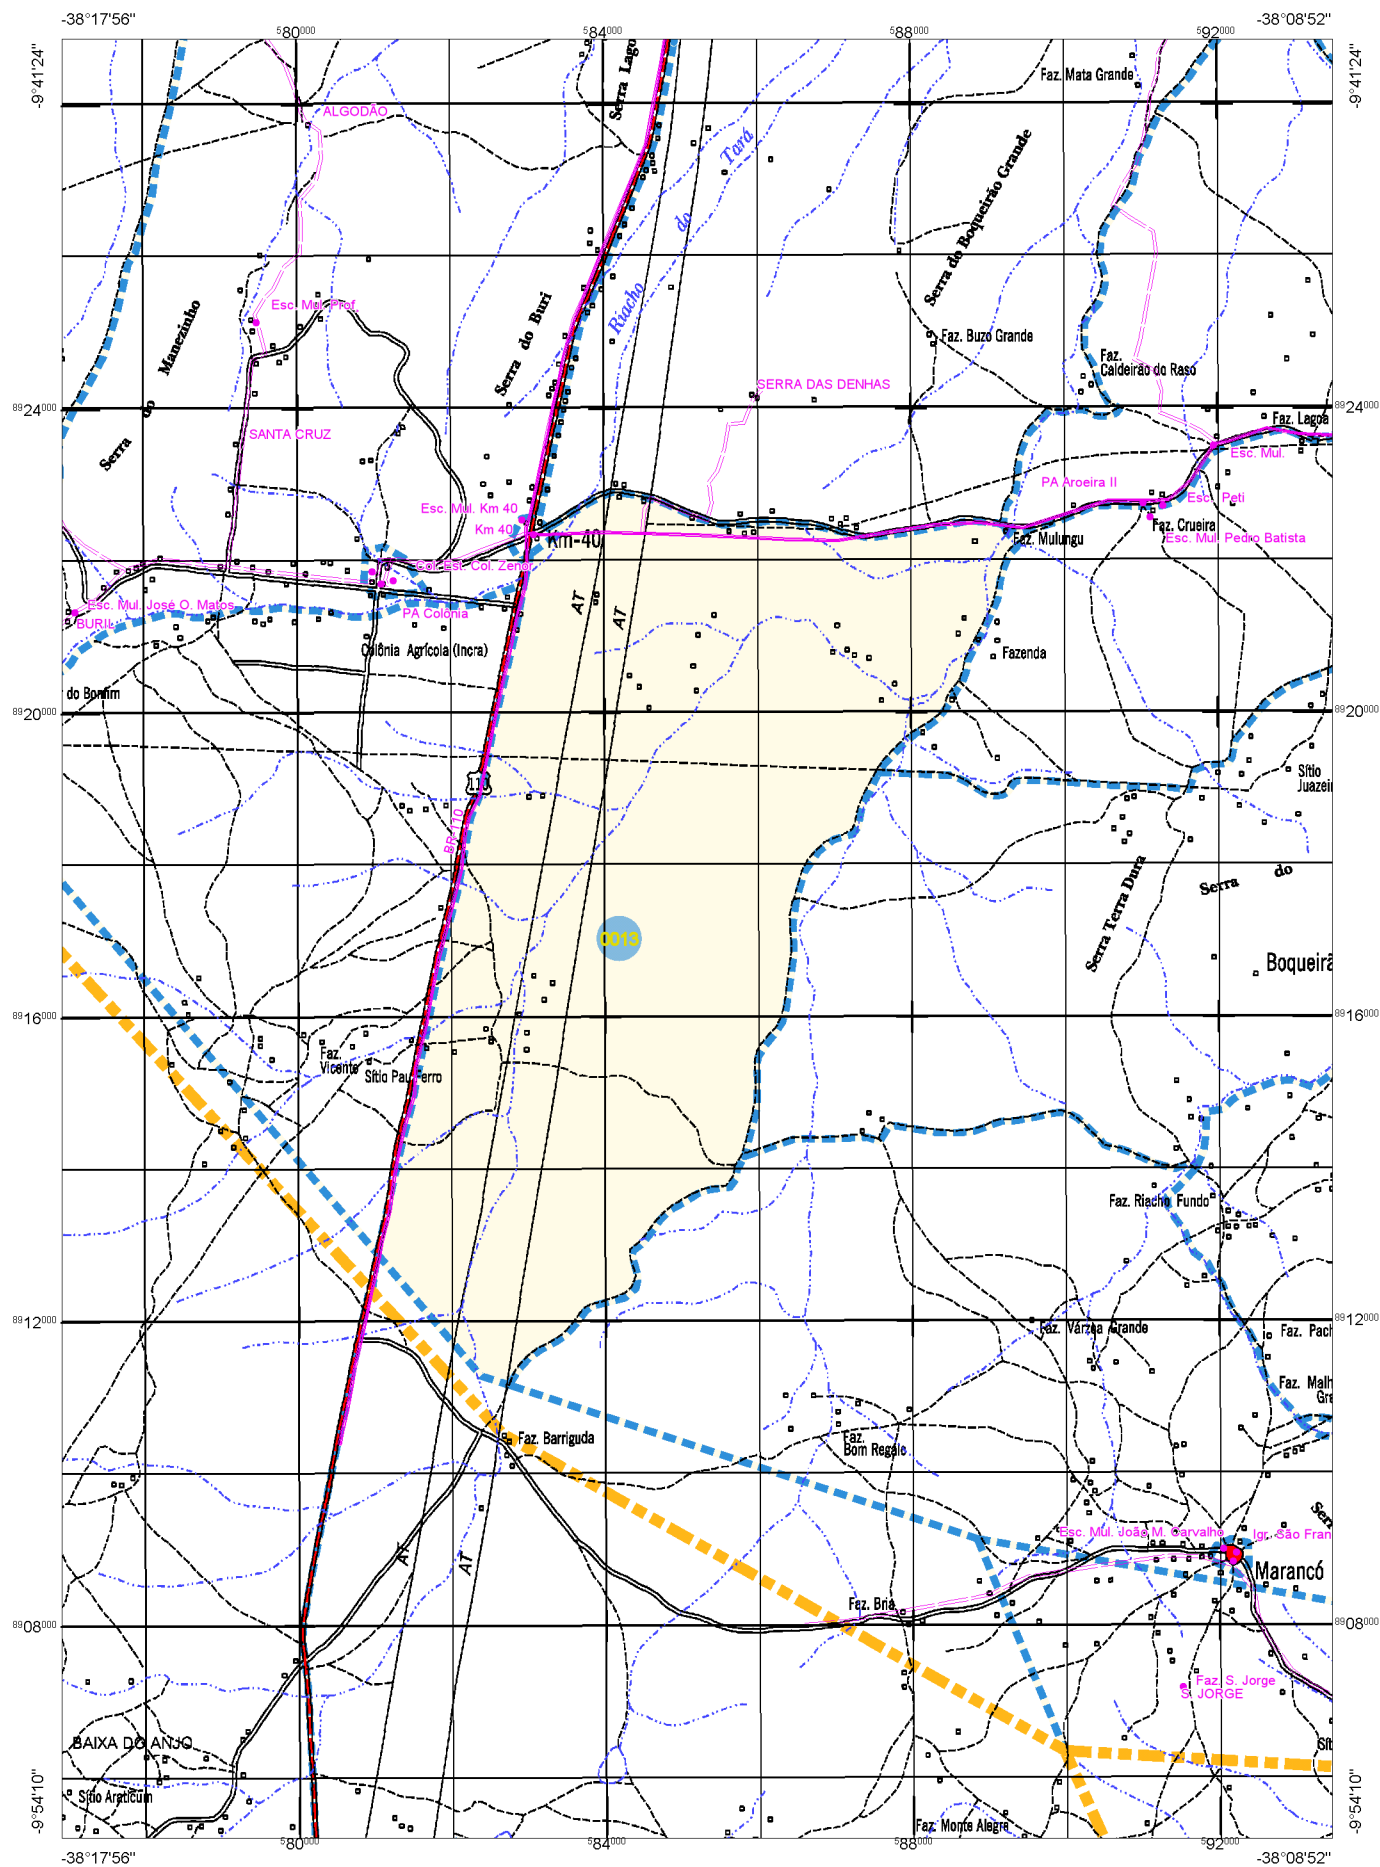 -38°17'56"
-38°08'52"
580000
584000
588000
592000
-9°41'24"
-9°41'24"
Serra Lago
Faz. Mata Grande
ALGODÃO
Tará
do
Riacho
Serra do Boqueirão Grande
Esc. Mul. Prof.
Manezinho
do
Serra
Serra do Buri
Faz. Buzo Grande
Faz.
Caldeirão do Raso
SERRA DAS DENHAS
8924000
8924000
SANTA CRUZ
Faz. Lagoa
Esc. Mul.
PA Aroeira II
Esc. Peti
Esc. Mul. Km 40
Km 40
Km-40
Faz. Mulungu
Faz. Crueira
Esc. Mul. Pedro Batista
Col. Est. Col. Zenor
Esc. Mul. José O. Matos
BURIL
PA Colônia
AT
AT
Colônia Agrícola (Incra)
Fazenda
do Bonfim
8920000
8920000
110
Sítio
Juazeir
BR-110
Serra Terra Dura
Serra do
0013
Boqueirã
8916000
8916000
Faz.
Vicente
Sítio Pau Ferro
Faz. Riacho Fundo
8912000
8912000
Faz. Várzea Grande
Faz. Pach
Faz. Malh
Gra
Faz. Barriguda
Faz.
Bom Regalo
Serr
Esc. Mul. João M. Carvalho
Igr. São Fran
AT
AT
Marancó
Faz. Bria
8908000
8908000
Faz. S. Jorge
S. JORGE
BAIXA DO ANJO
Sít
Sítio Araticum
Faz. Monte Alegre
-9°54'10"
-9°54'10"
580000
584000
588000
592000
-38°17'56"
-38°08'52"